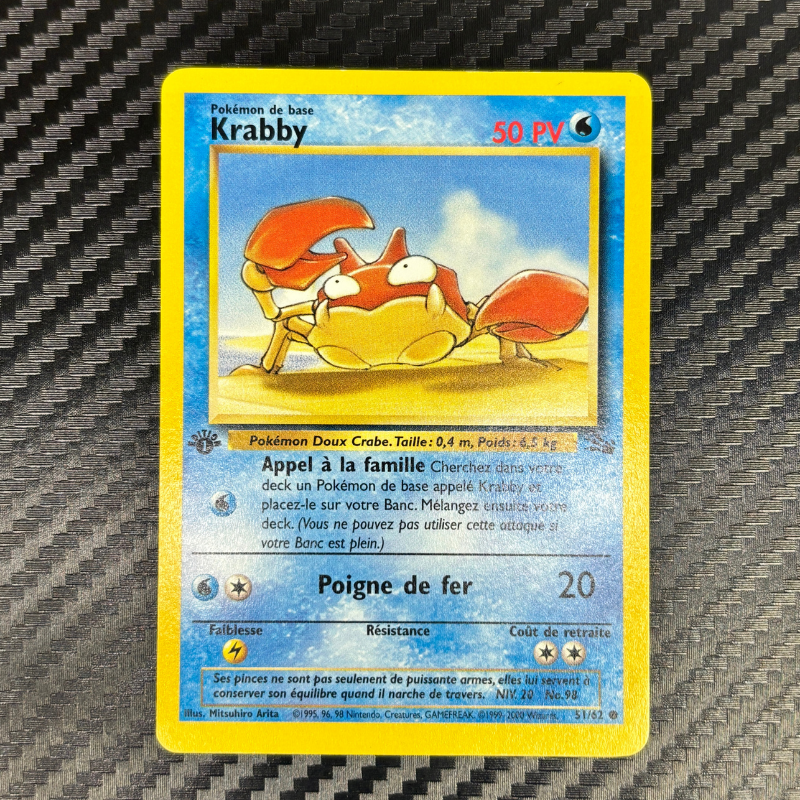 Pokémon de base
Krabby
50 PV
Pokémon Doux Crabe. Taille: 0,4 m, Poids: 6,5 kg
ÉDITION 1
Appel à la famille Cherchez dans votre
deck un Pokémon de base appelé Krabby et
placez-le sur votre Banc. Mélangez ensuite votre
deck. (Vous ne pouvez pas utiliser cette attaque si
votre Banc est plein.)
Poigne de fer 20
Faiblesse Résistance Coût de retraite
Ses pinces ne sont pas seulenent de puissante armes, elles lui servent à
conserver son équilibre quand il narche de travers. NIV. 20 No.98
Illus. Mitsuhiro Arita ©1995, 96, 98 Nintendo, Creatures, GAMEFREAK. ©1999, 2000 Wizards. 51/62